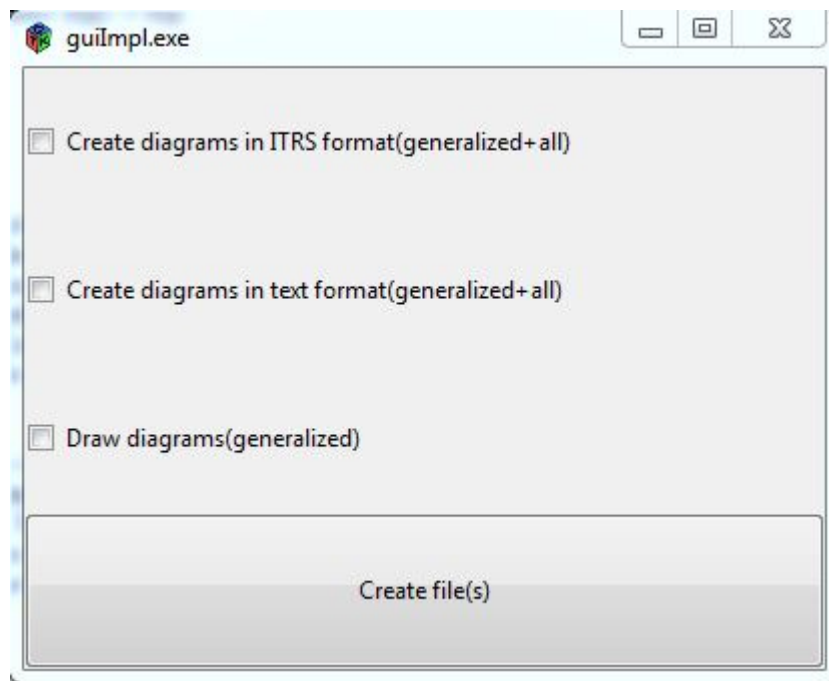 guiImpl.exe
Create diagrams in ITRS format(generalized+all)
Create diagrams in text format(generalized+all)
Draw diagrams(generalized)
Create file(s)